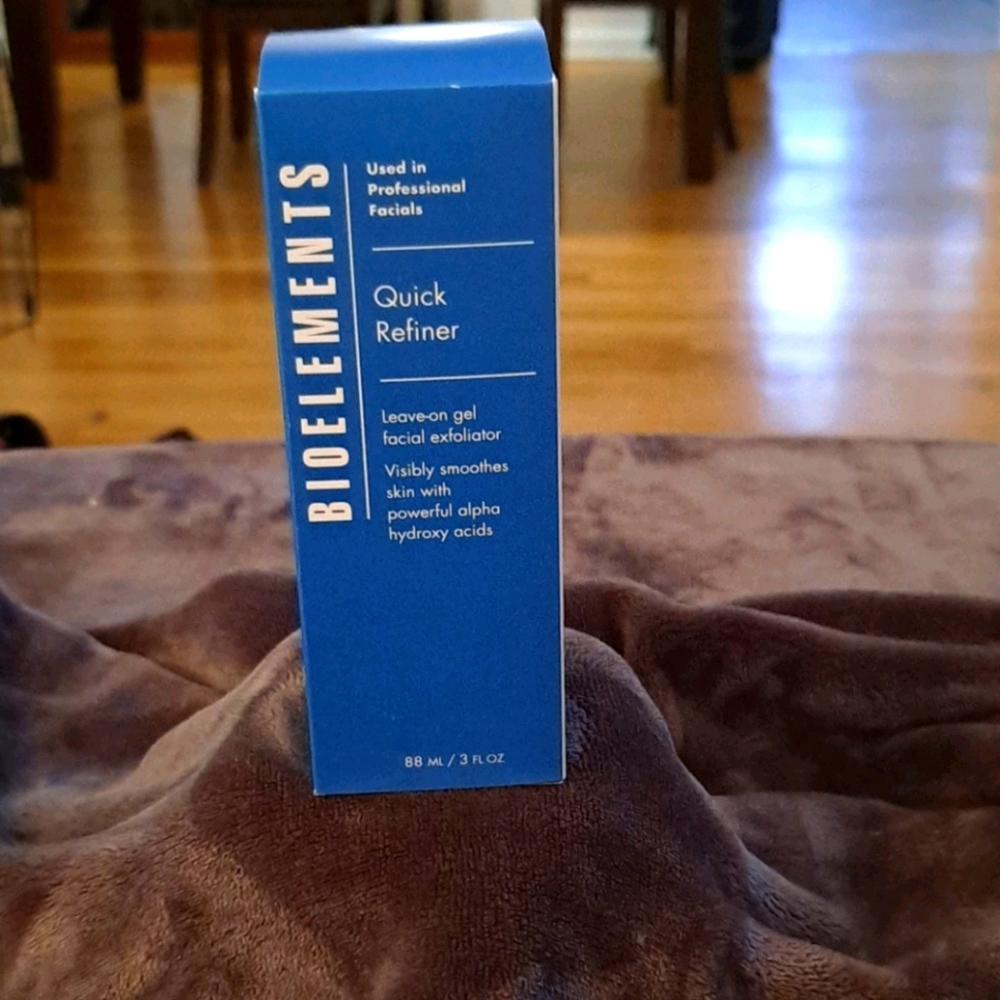 BIOELEMENTS
Used in
Professional
Facials
Quick
Refiner
Leave-on gel
facial exfoliator
Visibly smoothes
skin with
powerful alpha
hydroxy acids
88 ML / 3 FL OZ